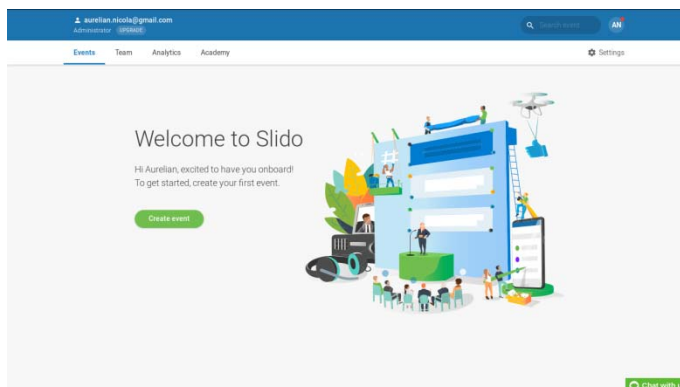 aurelian.nicola@gmail.com
Administrator UPGRADE
Search event
AN
Events Team Analytics Academy Settings
Welcome to Slido
Hi Aurelian, excited to have you onboard!
To get started, create your first event.
Create event
#
Chat with